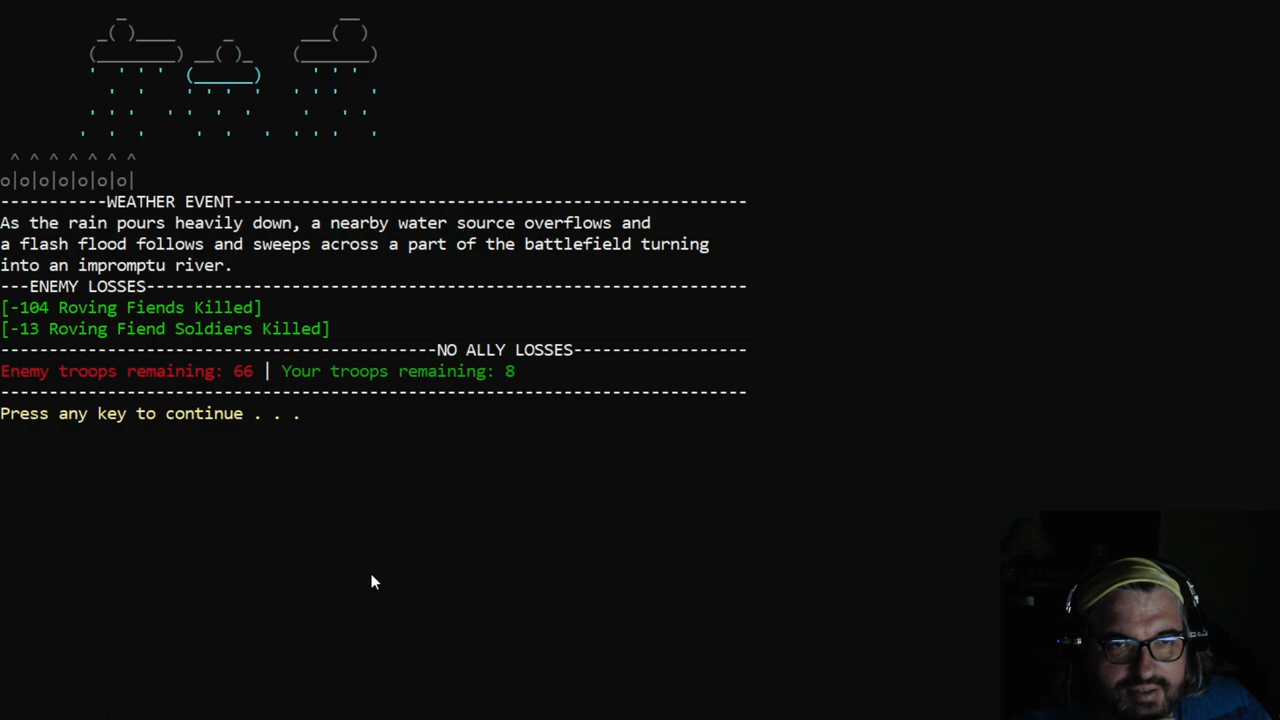 -----------WEATHER EVENT-----------------------------------------------------
As the rain pours heavily down, a nearby water source overflows and
a flash flood follows and sweeps across a part of the battlefield turning
into an impromptu river.
---ENEMY LOSSES--------------------------------------------------------------
[-104 Roving Fiends Killed]
[-13 Roving Fiend Soldiers Killed]
---------------------------------------------NO ALLY LOSSES------------------
Enemy troops remaining: 66 | Your troops remaining: 8
-----------------------------------------------------------------------------
Press any key to continue . . .